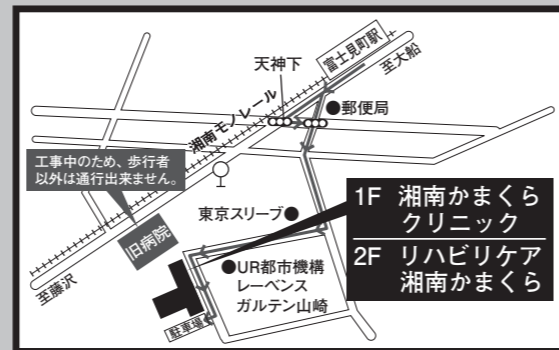 富士見町駅
至大船
天神下
郵便局
湘南モノレール
工事中のため、歩行者
以外は通行出来ません。
旧病院
至藤沢
東京スリーブ
1F 湘南かまくら
クリニック
2F リハビリケア
湘南かまくら
UR都市機構
レーベンス
ガルテン山崎
駐車場